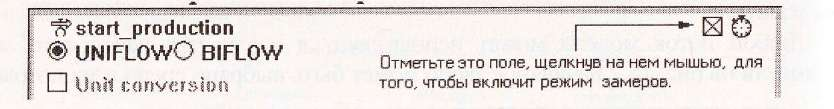 start_production
UNIFLOW BIFLOW
Unit conversion
Отметьте это поле, щелкнув на нем мышью, для
того, чтобы включит режим замеров.